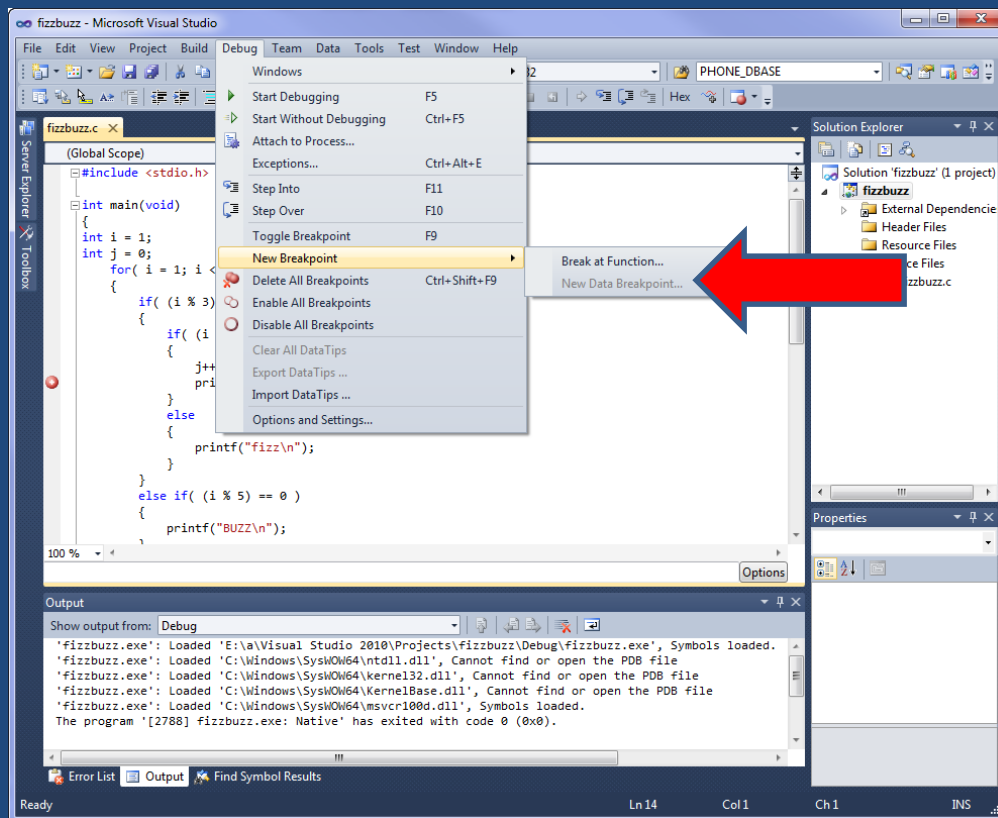 fizzbuzz - Microsoft Visual Studio
File Edit View Project Build Debug Team Data Tools Test Window Help
PHONE_DBASE
Hex
Windows
Start Debugging F5
Start Without Debugging Ctrl+F5
Attach to Process...
Exceptions... Ctrl+Alt+E
Step Into F11
Step Over F10
Toggle Breakpoint F9
New Breakpoint
Delete All Breakpoints Ctrl+Shift+F9
Enable All Breakpoints
Disable All Breakpoints
Clear All DataTips
Export DataTips ...
Import DataTips ...
Options and Settings...
Break at Function...
New Data Breakpoint...
Server Explorer
Toolbox
fizzbuzz.c
(Global Scope)
#include <stdio.h>
int main(void)
{
int i = 1;
int j = 0;
for( i = 1; i <
{
if( (i % 3)
{
if( (i
{
j++
pri
}
else
{
printf("fizz\n");
}
}
else if( (i % 5) == 0 )
{
printf("BUZZ\n");
100 %
Options
Solution Explorer
Solution 'fizzbuzz' (1 project)
fizzbuzz
External Dependencie
Header Files
Resource Files
ce Files
zzbuzz.c
Properties
Output
Show output from: Debug
'fizzbuzz.exe': Loaded 'E:\a\Visual Studio 2010\Projects\fizzbuzz\Debug\fizzbuzz.exe', Symbols loaded.
'fizzbuzz.exe': Loaded 'C:\Windows\SysWOW64\ntdll.dll', Cannot find or open the PDB file
'fizzbuzz.exe': Loaded 'C:\Windows\SysWOW64\kernel32.dll', Cannot find or open the PDB file
'fizzbuzz.exe': Loaded 'C:\Windows\SysWOW64\KernelBase.dll', Cannot find or open the PDB file
'fizzbuzz.exe': Loaded 'C:\Windows\SysWOW64\msvcr100d.dll', Symbols loaded.
The program '[2788] fizzbuzz.exe: Native' has exited with code 0 (0x0).
Error List Output Find Symbol Results
Ready Ln 14 Col 1 Ch 1 INS